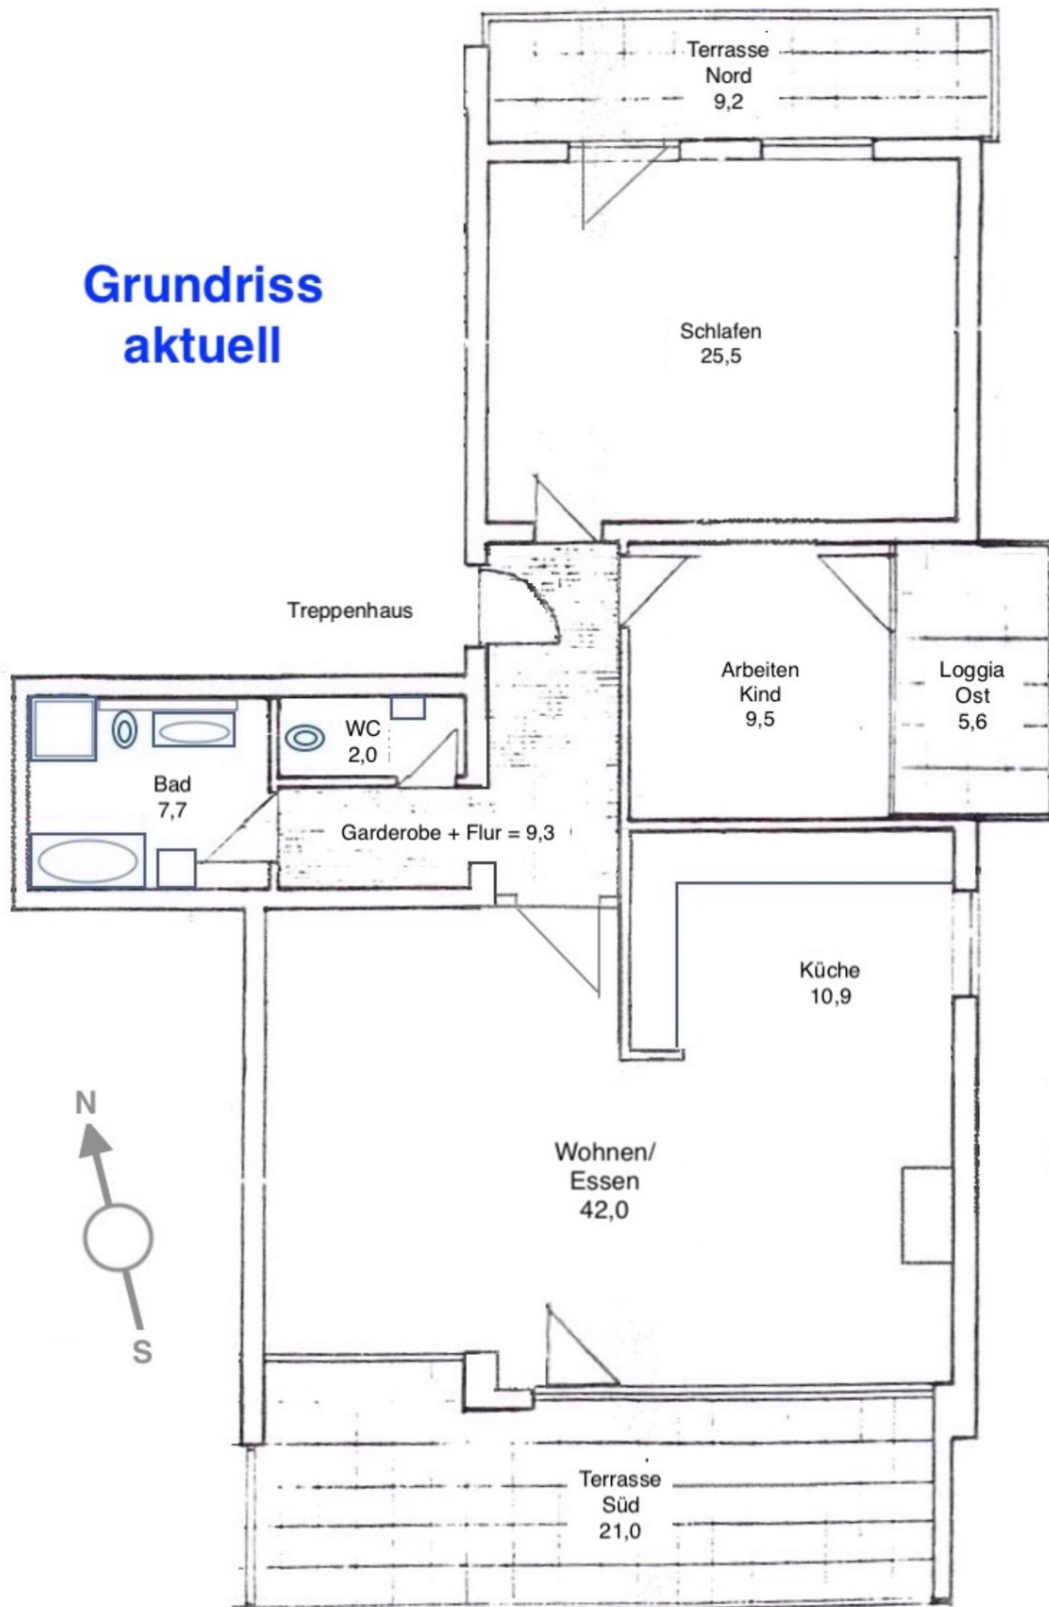 Terrasse
Nord
9,2
Grundriss
aktuell
Schlafen
25,5
Treppenhaus
Arbeiten
Kind
9,5
Loggia
Ost
5,6
WC
2,0
Bad
7,7
Garderobe + Flur = 9,3
Küche
10,9
N
Wohnen/
Essen
42,0
S
Terrasse
Süd
21,0